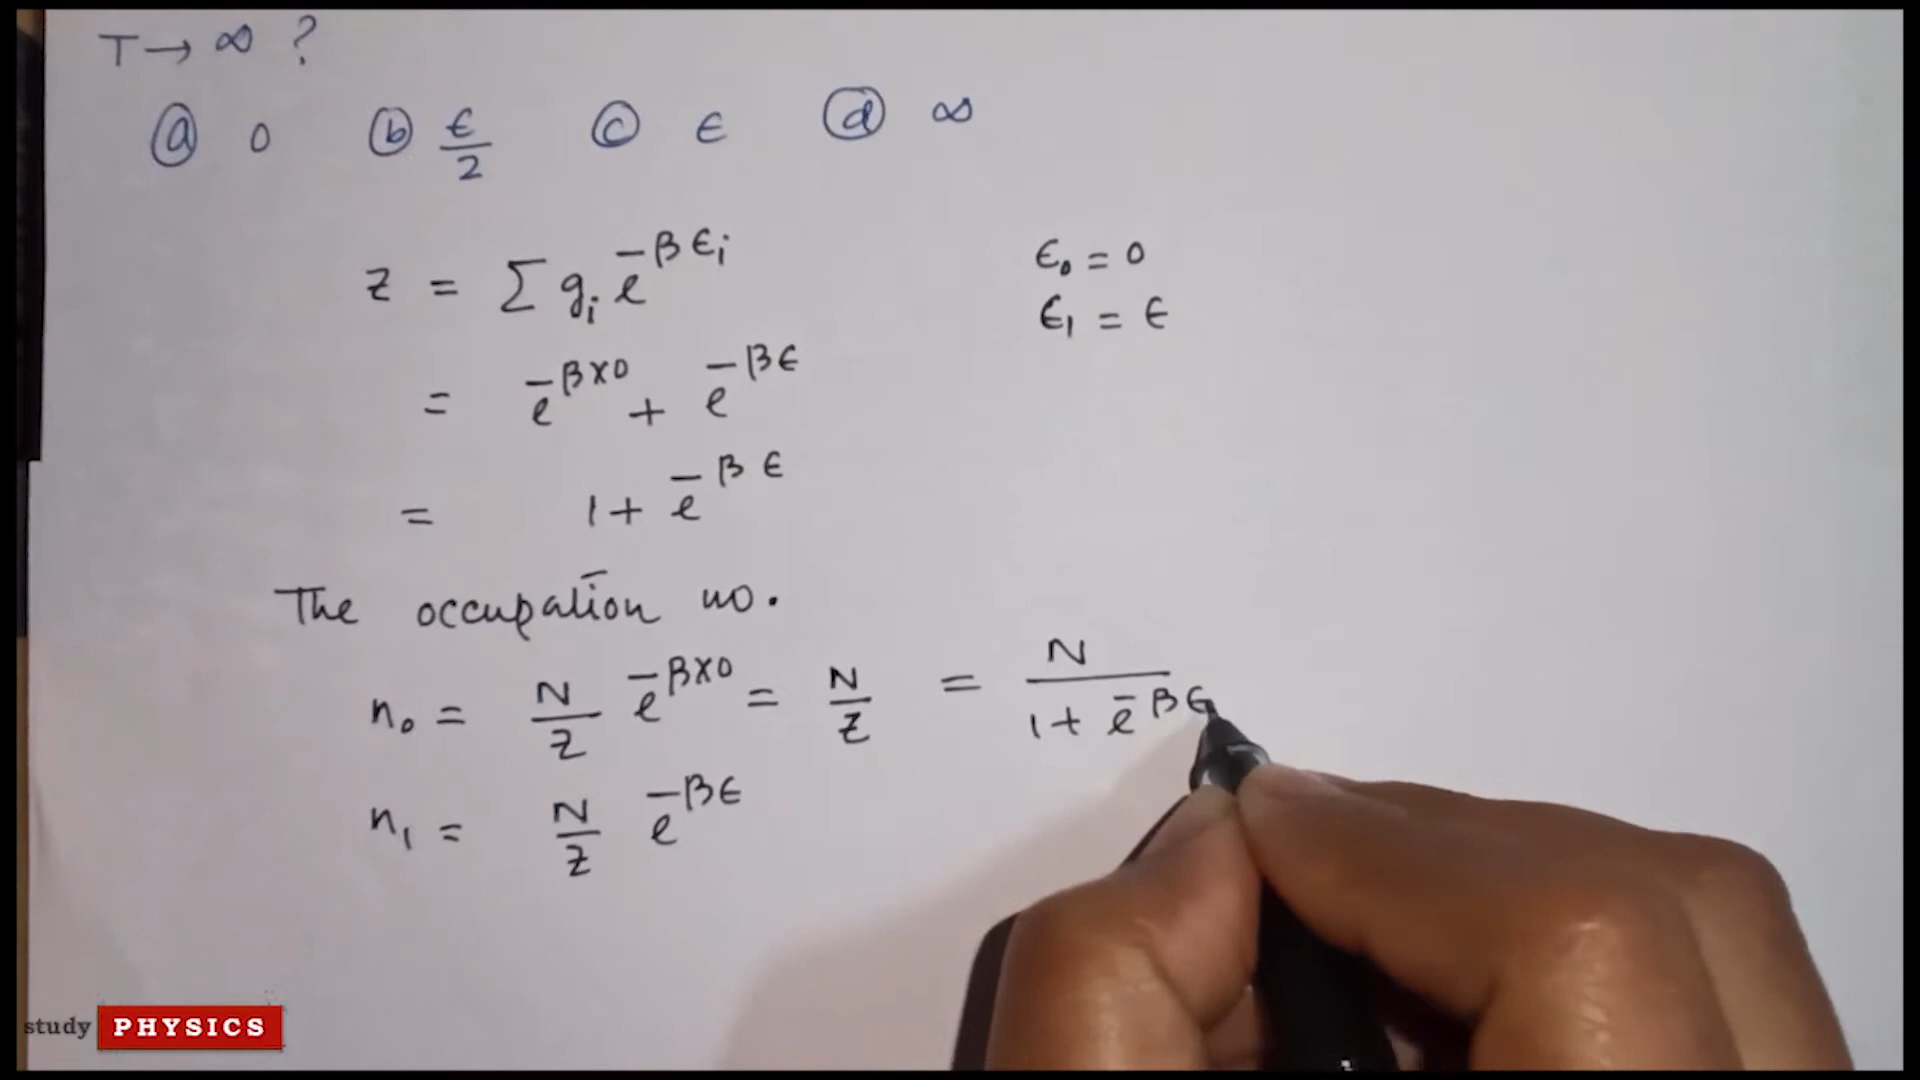 T → ∞ ?
ⓐ 0 ⓑ ϵ/2 ⓒ ϵ ⓓ ∞
z = Σ gᵢ e^{-βϵᵢ}
ϵ₀ = 0
= e^{-β×0} + e^{-βϵ}
ϵ₁ = ϵ
= 1 + e^{-βϵ}
The occupation no.
n₀ = N/z e^{-β×0} = N/z = N/(1 + e^{-βϵ})
n₁ = N/z e^{-βϵ}
study PHYSICS